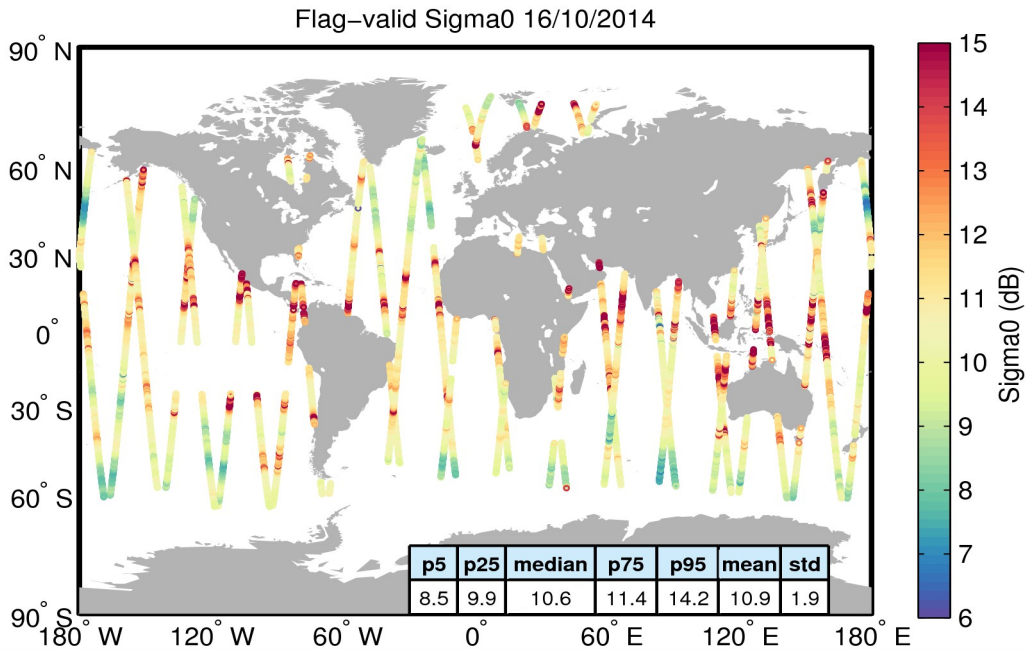 Flag−valid Sigma0 16/10/2014
90° N
60° N
30° N
0°
30° S
60° S
90° S
180° W
120° W
60° W
0°
60° E
120° E
180° E
p5 p25 median p75 p95 mean std
8.5 9.9 10.6 11.4 14.2 10.9 1.9
15
14
13
12
11
10
9
8
7
6
Sigma0 (dB)